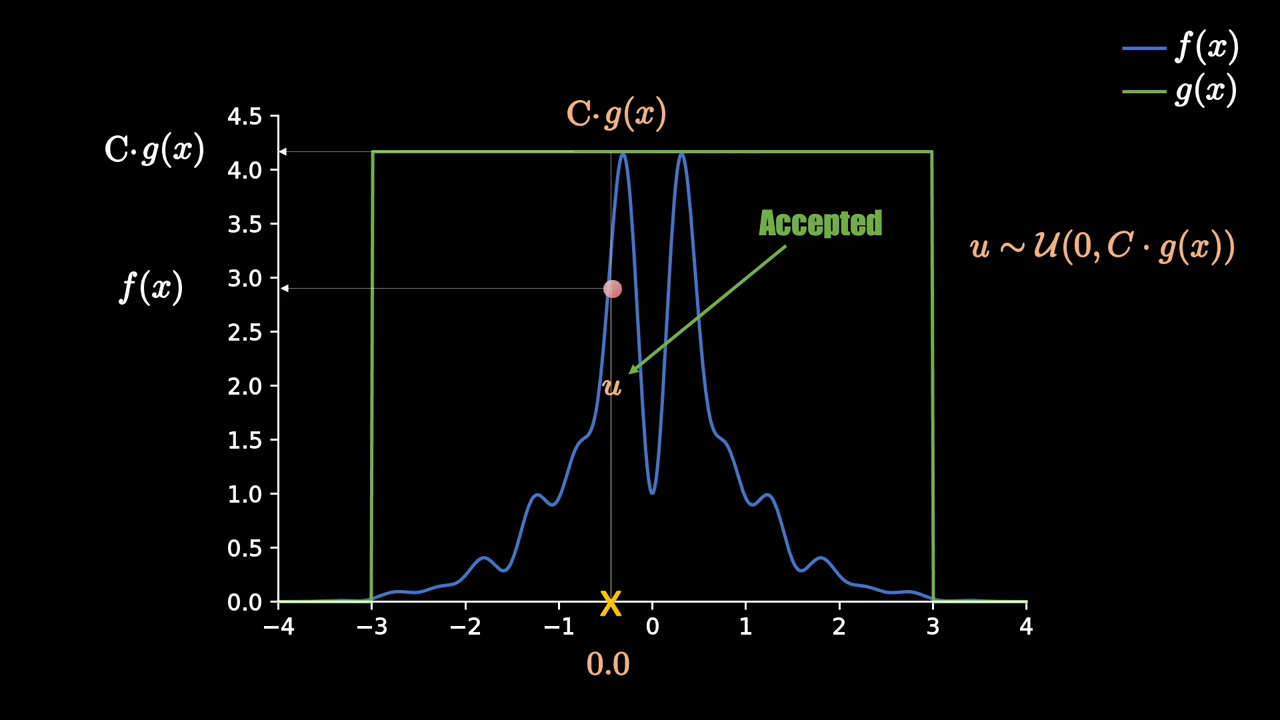 f(x)
g(x)
C·g(x)
4.5
C·g(x)
4.0
3.5
Accepted
u ∼ 𝒰(0, C · g(x))
3.0
f(x)
2.5
2.0
u
1.5
1.0
0.5
0.0
X
−4 −3 −2 −1 0 1 2 3 4
0.0